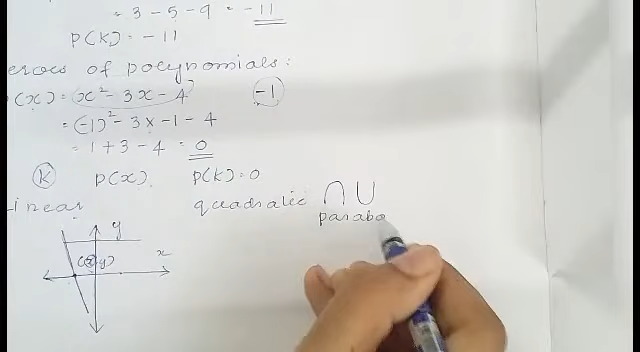 = 3 - 5 - 9 = -11
P(K) = -11
eroes of polynomials:
(x) = x² - 3x - 4 (-1)
= (-1)² - 3 x -1 - 4
= 1 + 3 - 4 = 0
K P(x) P(K) = 0
Linear quadratic ∩ ∪
parabo
y
x